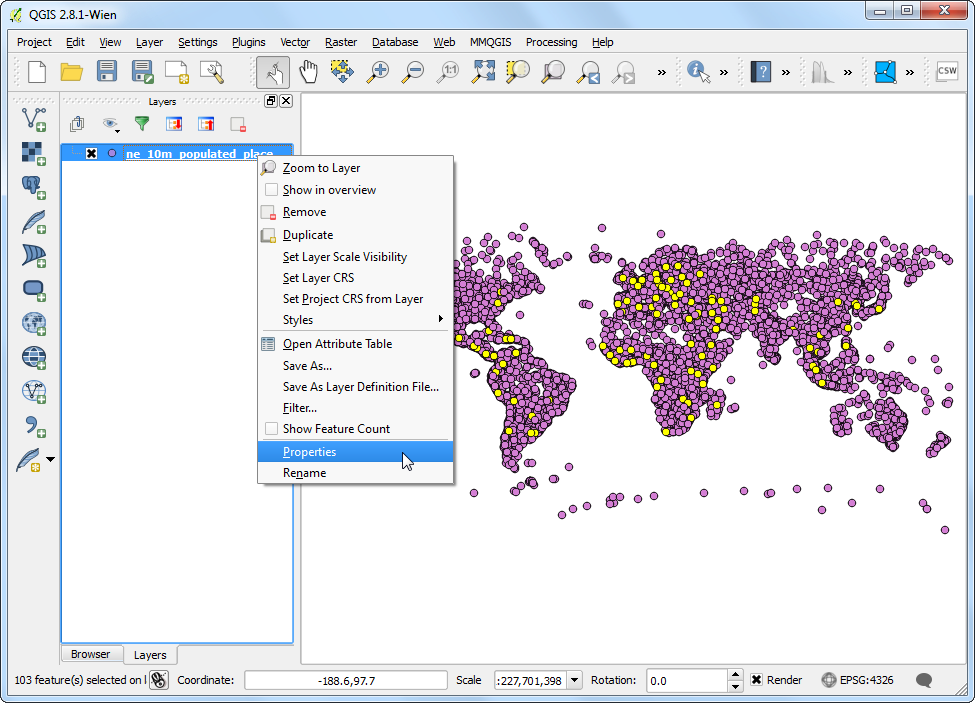 QGIS 2.8.1-Wien
Project Edit View Layer Settings Plugins Vector Raster Database Web MMQGIS Processing Help
1:1
»
»
?
»
»
»
CSW
Layers
ne_10m_populated_place
Zoom to Layer
Show in overview
Remove
Duplicate
Set Layer Scale Visibility
Set Layer CRS
Set Project CRS from Layer
Styles
Open Attribute Table
Save As...
Save As Layer Definition File...
Filter...
Show Feature Count
Properties
Rename
Browser Layers
103 feature(s) selected on l Coordinate: -188.6,97.7 Scale :227,701,398 Rotation: 0.0 Render EPSG:4326